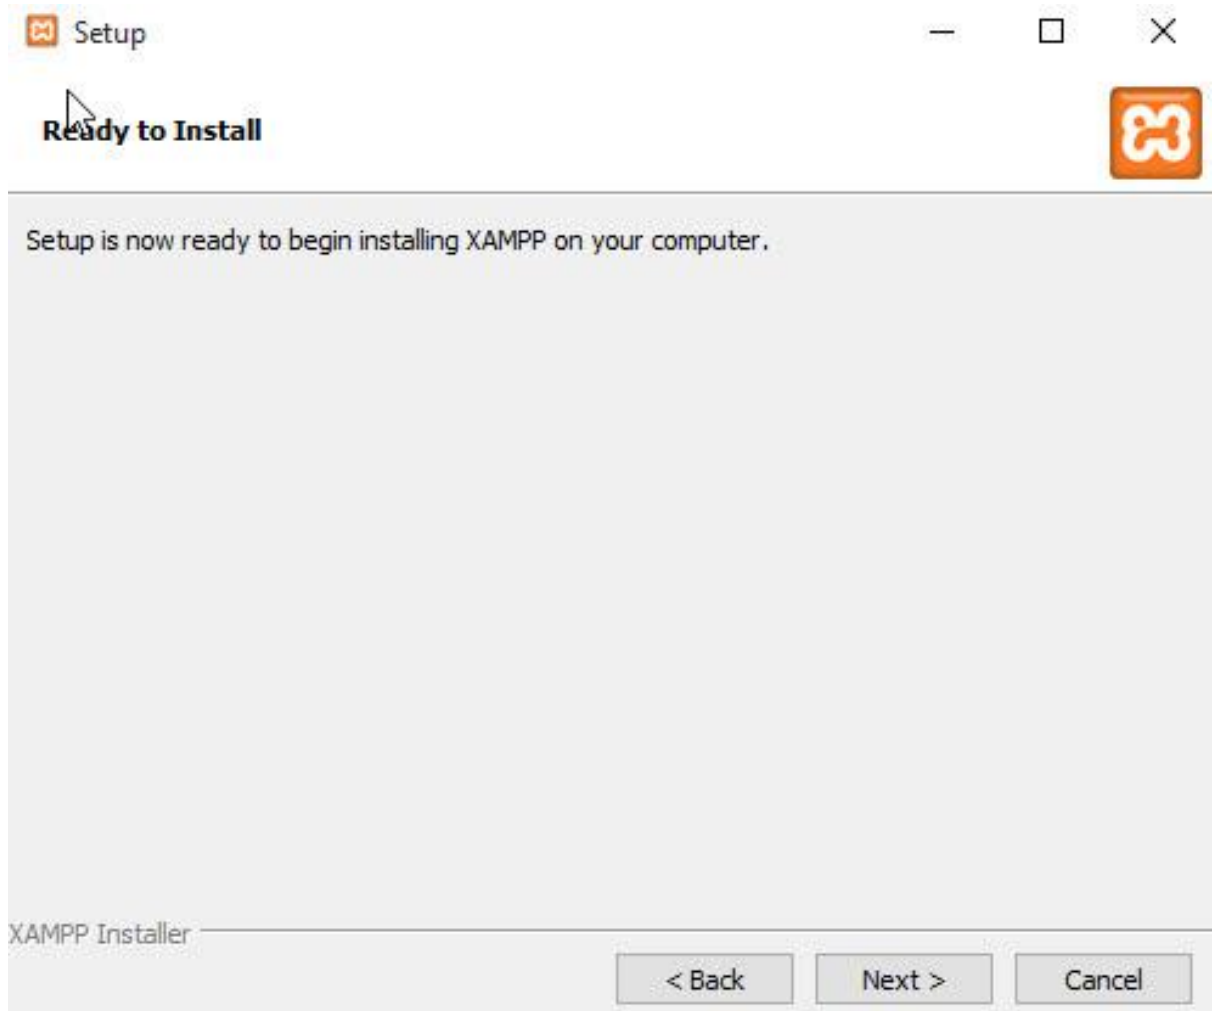 Setup
Ready to Install
Setup is now ready to begin installing XAMPP on your computer.
XAMPP Installer
< Back
Next >
Cancel